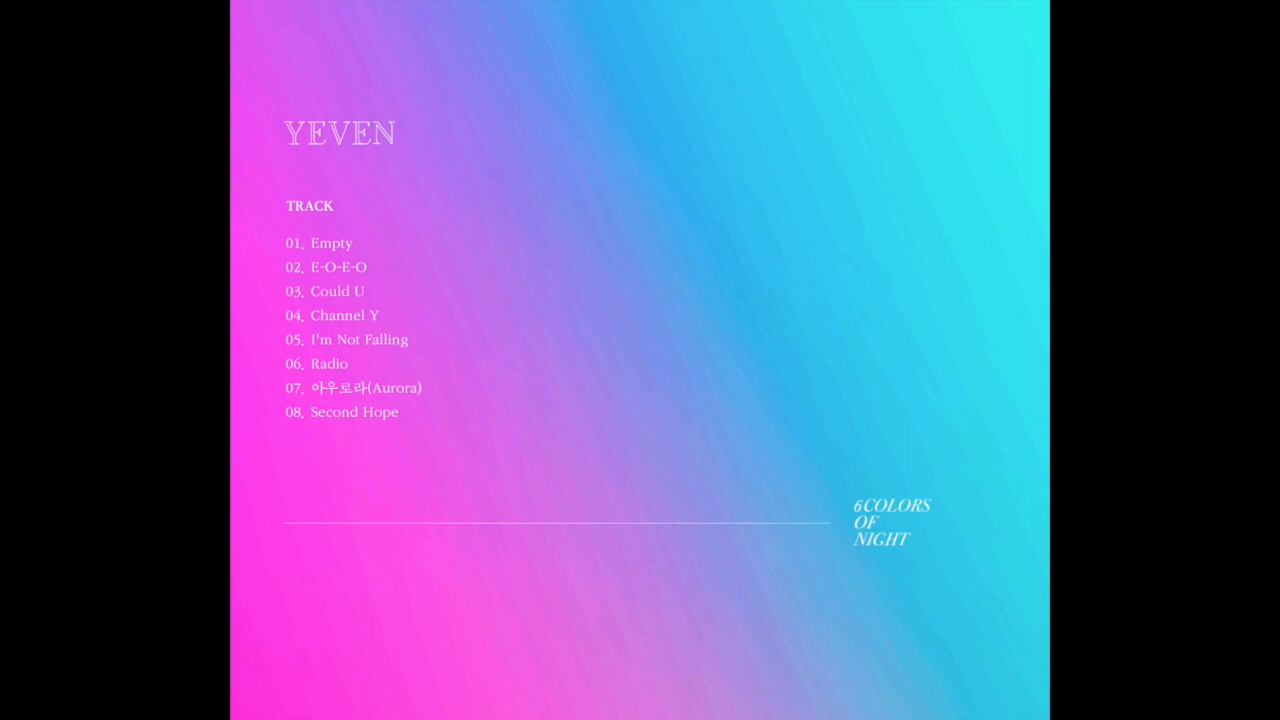 YEVEN
TRACK
01. Empty
02. E-O-E-O
03. Could U
04. Channel Y
05. I'm Not Falling
06. Radio
07. 아우로라(Aurora)
08. Second Hope
6COLORS
OF
NIGHT